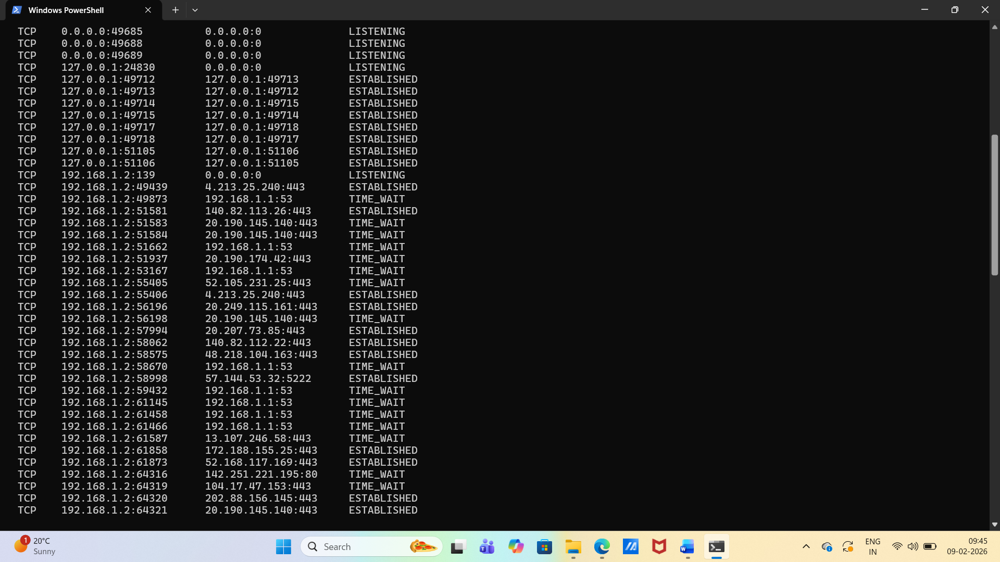 Windows PowerShell
TCP 0.0.0.0:49685 0.0.0.0:0 LISTENING
TCP 0.0.0.0:49688 0.0.0.0:0 LISTENING
TCP 0.0.0.0:49689 0.0.0.0:0 LISTENING
TCP 127.0.0.1:24830 0.0.0.0:0 LISTENING
TCP 127.0.0.1:49712 127.0.0.1:49713 ESTABLISHED
TCP 127.0.0.1:49713 127.0.0.1:49712 ESTABLISHED
TCP 127.0.0.1:49714 127.0.0.1:49715 ESTABLISHED
TCP 127.0.0.1:49715 127.0.0.1:49714 ESTABLISHED
TCP 127.0.0.1:49717 127.0.0.1:49718 ESTABLISHED
TCP 127.0.0.1:49718 127.0.0.1:49717 ESTABLISHED
TCP 127.0.0.1:51105 127.0.0.1:51106 ESTABLISHED
TCP 127.0.0.1:51106 127.0.0.1:51105 ESTABLISHED
TCP 192.168.1.2:139 0.0.0.0:0 LISTENING
TCP 192.168.1.2:49439 4.213.25.240:443 ESTABLISHED
TCP 192.168.1.2:49873 192.168.1.1:53 TIME_WAIT
TCP 192.168.1.2:51581 140.82.113.26:443 ESTABLISHED
TCP 192.168.1.2:51583 20.190.145.140:443 TIME_WAIT
TCP 192.168.1.2:51584 20.190.145.140:443 TIME_WAIT
TCP 192.168.1.2:51662 192.168.1.1:53 TIME_WAIT
TCP 192.168.1.2:51937 20.190.174.42:443 TIME_WAIT
TCP 192.168.1.2:53167 192.168.1.1:53 TIME_WAIT
TCP 192.168.1.2:55405 52.105.231.25:443 TIME_WAIT
TCP 192.168.1.2:55406 4.213.25.240:443 ESTABLISHED
TCP 192.168.1.2:56196 20.249.115.161:443 ESTABLISHED
TCP 192.168.1.2:56198 20.190.145.140:443 TIME_WAIT
TCP 192.168.1.2:57994 20.207.73.85:443 ESTABLISHED
TCP 192.168.1.2:58062 140.82.112.22:443 ESTABLISHED
TCP 192.168.1.2:58575 48.218.104.163:443 ESTABLISHED
TCP 192.168.1.2:58670 192.168.1.1:53 TIME_WAIT
TCP 192.168.1.2:58998 57.144.53.32:5222 ESTABLISHED
TCP 192.168.1.2:59432 192.168.1.1:53 TIME_WAIT
TCP 192.168.1.2:61145 192.168.1.1:53 TIME_WAIT
TCP 192.168.1.2:61458 192.168.1.1:53 TIME_WAIT
TCP 192.168.1.2:61466 192.168.1.1:53 TIME_WAIT
TCP 192.168.1.2:61587 13.107.246.58:443 TIME_WAIT
TCP 192.168.1.2:61858 172.188.155.25:443 ESTABLISHED
TCP 192.168.1.2:61873 52.168.117.169:443 ESTABLISHED
TCP 192.168.1.2:64316 142.251.221.195:80 TIME_WAIT
TCP 192.168.1.2:64319 104.17.47.153:443 TIME_WAIT
TCP 192.168.1.2:64320 202.88.156.145:443 ESTABLISHED
TCP 192.168.1.2:64321 20.190.145.140:443 ESTABLISHED
1 20°C
Sunny
Search
ENG
IN
09:45
09-02-2026